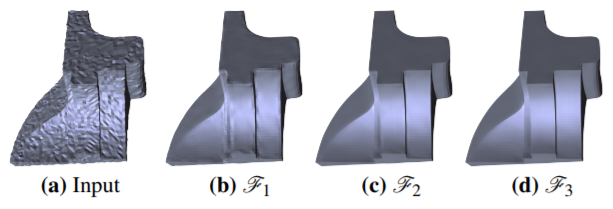 (a) Input (b) ℱ1 (c) ℱ2 (d) ℱ3